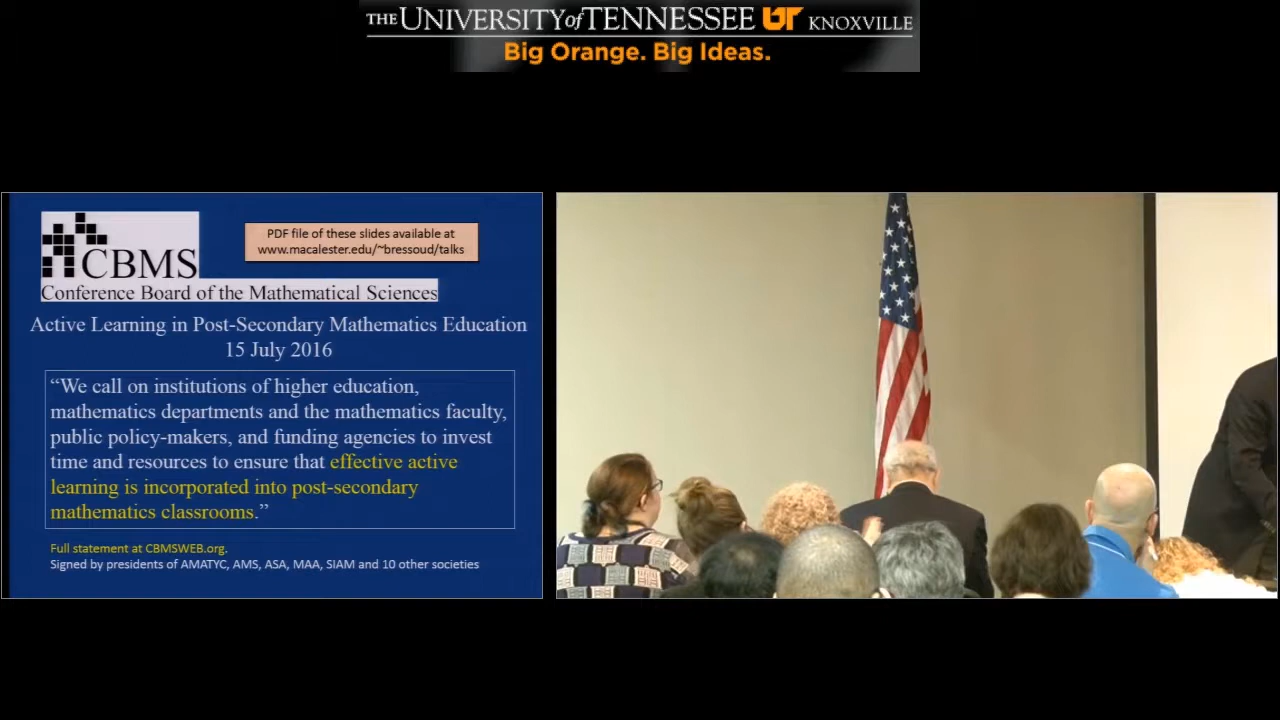 THE UNIVERSITY of TENNESSEE UT KNOXVILLE
Big Orange. Big Ideas.
CBMS
Conference Board of the Mathematical Sciences
PDF file of these slides available at
www.macalester.edu/~bressoud/talks
Active Learning in Post-Secondary Mathematics Education
15 July 2016
“We call on institutions of higher education,
mathematics departments and the mathematics faculty,
public policy-makers, and funding agencies to invest
time and resources to ensure that effective active
learning is incorporated into post-secondary
mathematics classrooms.”
Full statement at CBMSWEB.org.
Signed by presidents of AMATYC, AMS, ASA, MAA, SIAM and 10 other societies